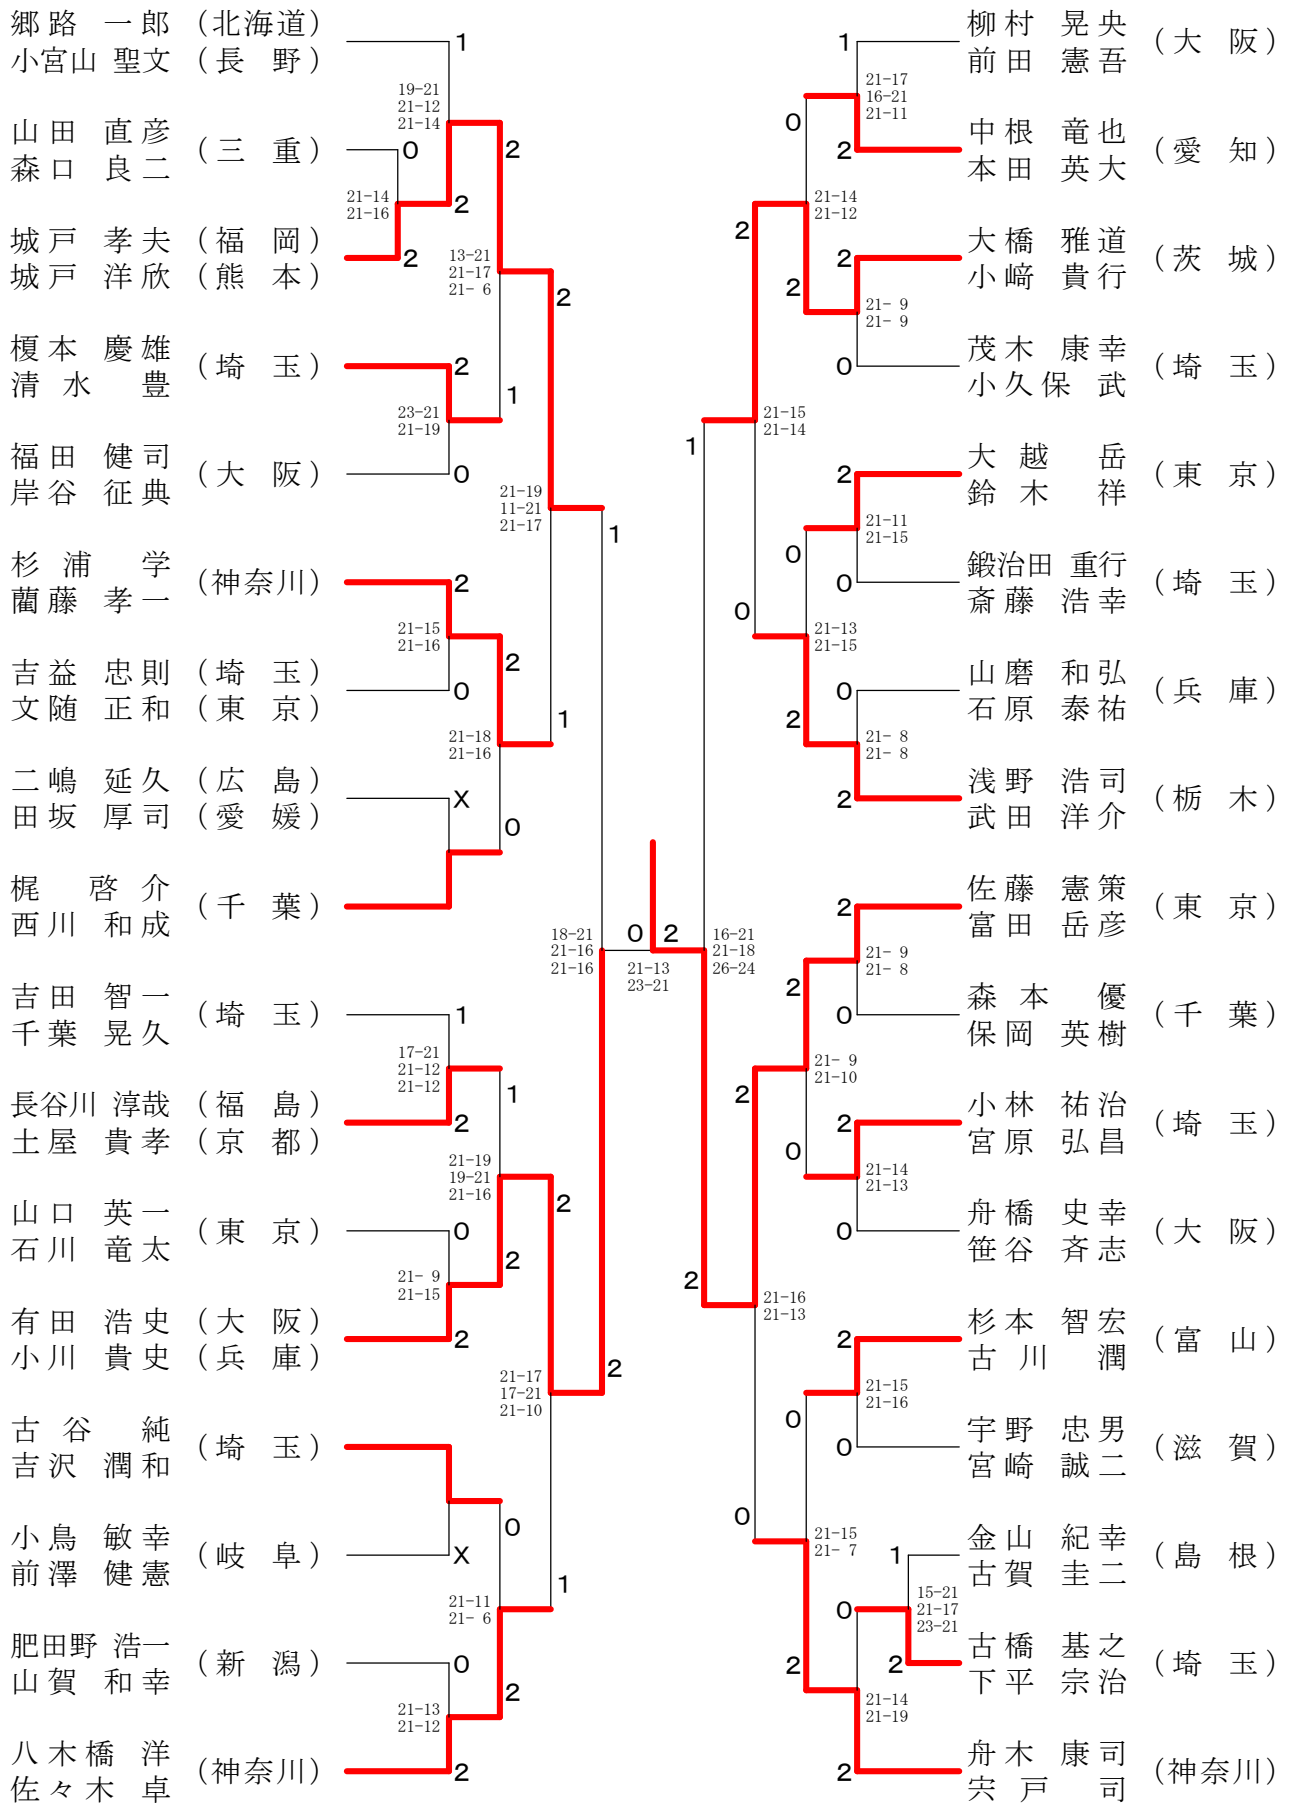 郷路 一郎 (北海道)
小宮山 聖文 (長 野)
1
19-21
21-12
21-14
山田 直彦
森口 良二
(三 重)
0
2
21-14
21-16
2
城戸 孝夫 (福 岡)
城戸 洋欣 (熊 本)
2
13-21
21-17
21- 6
2
榎本 慶雄
清水 豊
(埼 玉)
2
1
23-21
21-19
福田 健司
岸谷 征典
(大 阪)
0
21-19
11-21
21-17
1
杉浦 学
藺藤 孝一
(神奈川)
2
21-15
21-16
2
吉益 忠則 (埼 玉)
文随 正和 (東 京)
0
1
21-18
21-16
二嶋 延久 (広 島)
田坂 厚司 (愛 媛)
X
0
梶 啓介
西川 和成
(千 葉)
18-21
21-16
21-16
0 2
21-13
23-21
吉田 智一
千葉 晃久
(埼 玉)
1
17-21
21-12
21-12
1
長谷川 淳哉 (福 島)
土屋 貴孝 (京 都)
2
21-19
19-21
21-16
2
山口 英一
石川 竜太
(東 京)
0
2
21- 9
21-15
有田 浩史 (大 阪)
小川 貴史 (兵 庫)
2
21-17
17-21
21-10
2
古谷 純
吉沢 潤和
(埼 玉)
0
小鳥 敏幸
前澤 健憲
(岐 阜)
X
1
21-11
21- 6
肥田野 浩一
山賀 和幸
(新 潟)
0
2
21-13
21-12
八木橋 洋
佐々木 卓
(神奈川)
2
1
柳村 晃央
前田 憲吾
(大 阪)
21-17
16-21
21-11
0
2
中根 竜也
本田 英大
(愛 知)
21-14
21-12
2
2
大橋 雅道
小﨑 貴行
(茨 城)
2
21- 9
21- 9
0
茂木 康幸
小久保 武
(埼 玉)
21-15
21-14
1
2
大越 岳
鈴木 祥
(東 京)
21-11
21-15
0
0
鍛治田 重行
斎藤 浩幸
(埼 玉)
0
21-13
21-15
0
山磨 和弘
石原 泰祐
(兵 庫)
2
21- 8
21- 8
2
浅野 浩司
武田 洋介
(栃 木)
2
佐藤 憲策
富田 岳彦
(東 京)
16-21
21-18
26-24
21- 9
21- 8
2
0
森本 優
保岡 英樹
(千 葉)
21- 9
21-10
2
2
小林 祐治
宮原 弘昌
(埼 玉)
0
21-14
21-13
0
舟橋 史幸
笹谷 斉志
(大 阪)
2
21-16
21-13
2
杉本 智宏
古川 潤
(富 山)
21-15
21-16
0
0
宇野 忠男
宮崎 誠二
(滋 賀)
0
21-15
21- 7
1
金山 紀幸
古賀 圭二
(島 根)
15-21
21-17
23-21
0
2
2
古橋 基之
下平 宗治
(埼 玉)
21-14
21-19
2
舟木 康司
宍戸 司
(神奈川)